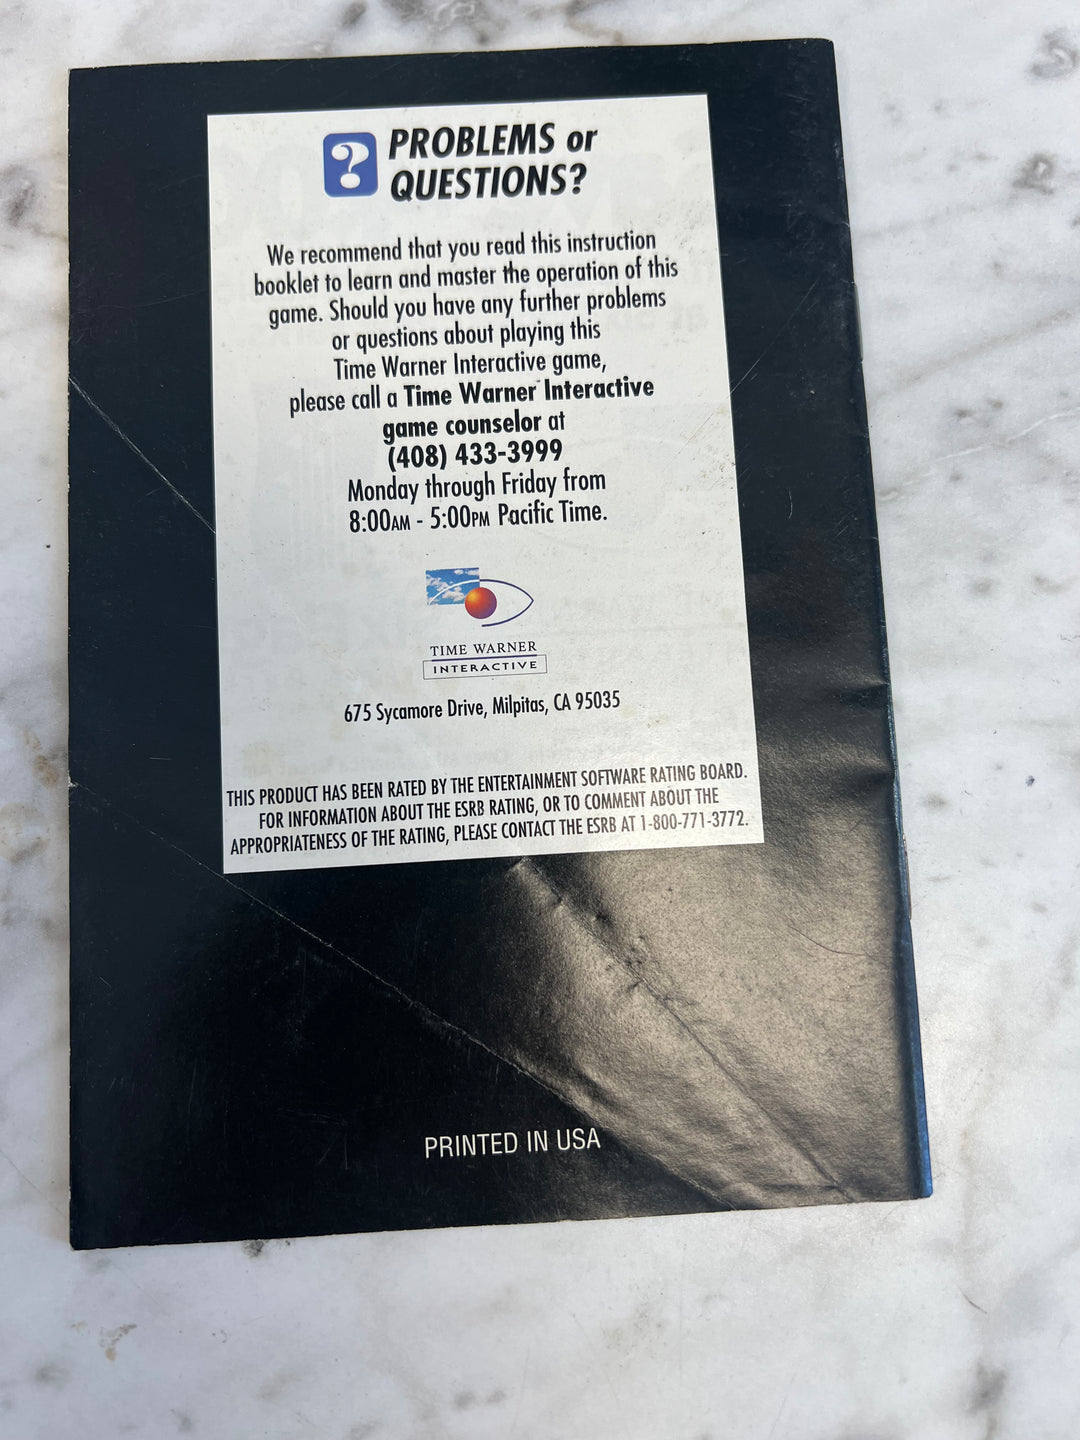 ?
PROBLEMS or
QUESTIONS?
We recommend that you read this instruction
booklet to learn and master the operation of this
game. Should you have any further problems
or questions about playing this
Time Warner Interactive game,
please call a Time Warner Interactive
game counselor at
(408) 433-3999
Monday through Friday from
8:00AM - 5:00PM Pacific Time.
TIME WARNER
INTERACTIVE
675 Sycamore Drive, Milpitas, CA 95035
THIS PRODUCT HAS BEEN RATED BY THE ENTERTAINMENT SOFTWARE RATING BOARD.
FOR INFORMATION ABOUT THE ESRB RATING, OR TO COMMENT ABOUT THE
APPROPRIATENESS OF THE RATING, PLEASE CONTACT THE ESRB AT 1-800-771-3772.
PRINTED IN USA